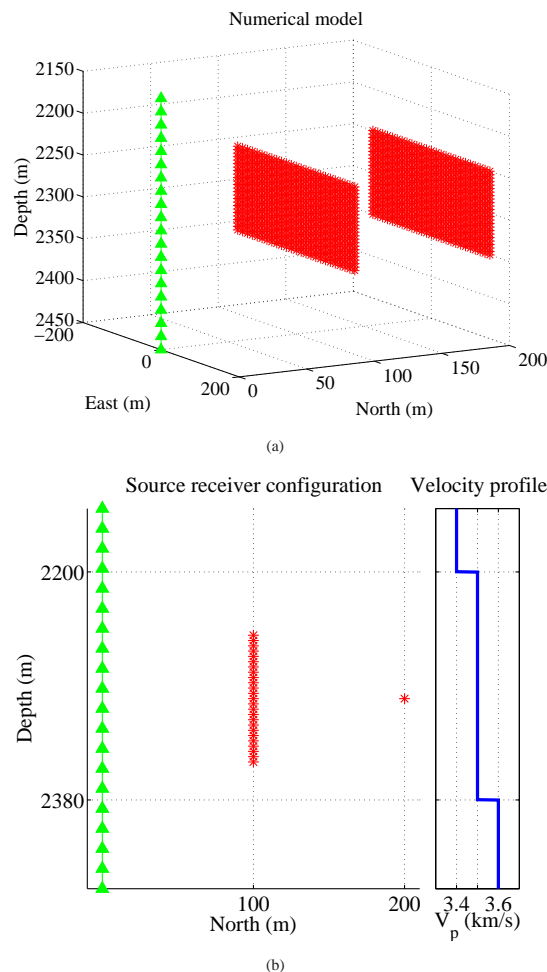 Numerical model
2150
2200
2250
2300
2350
2400
2450
Depth (m)
−200
0
200
East (m)
0
50
100
150
200
North (m)
(a)
Source receiver configuration
Velocity profile
2200
2380
Depth (m)
100
200
North (m)
3.4
3.6
V_p (km/s)
(b)